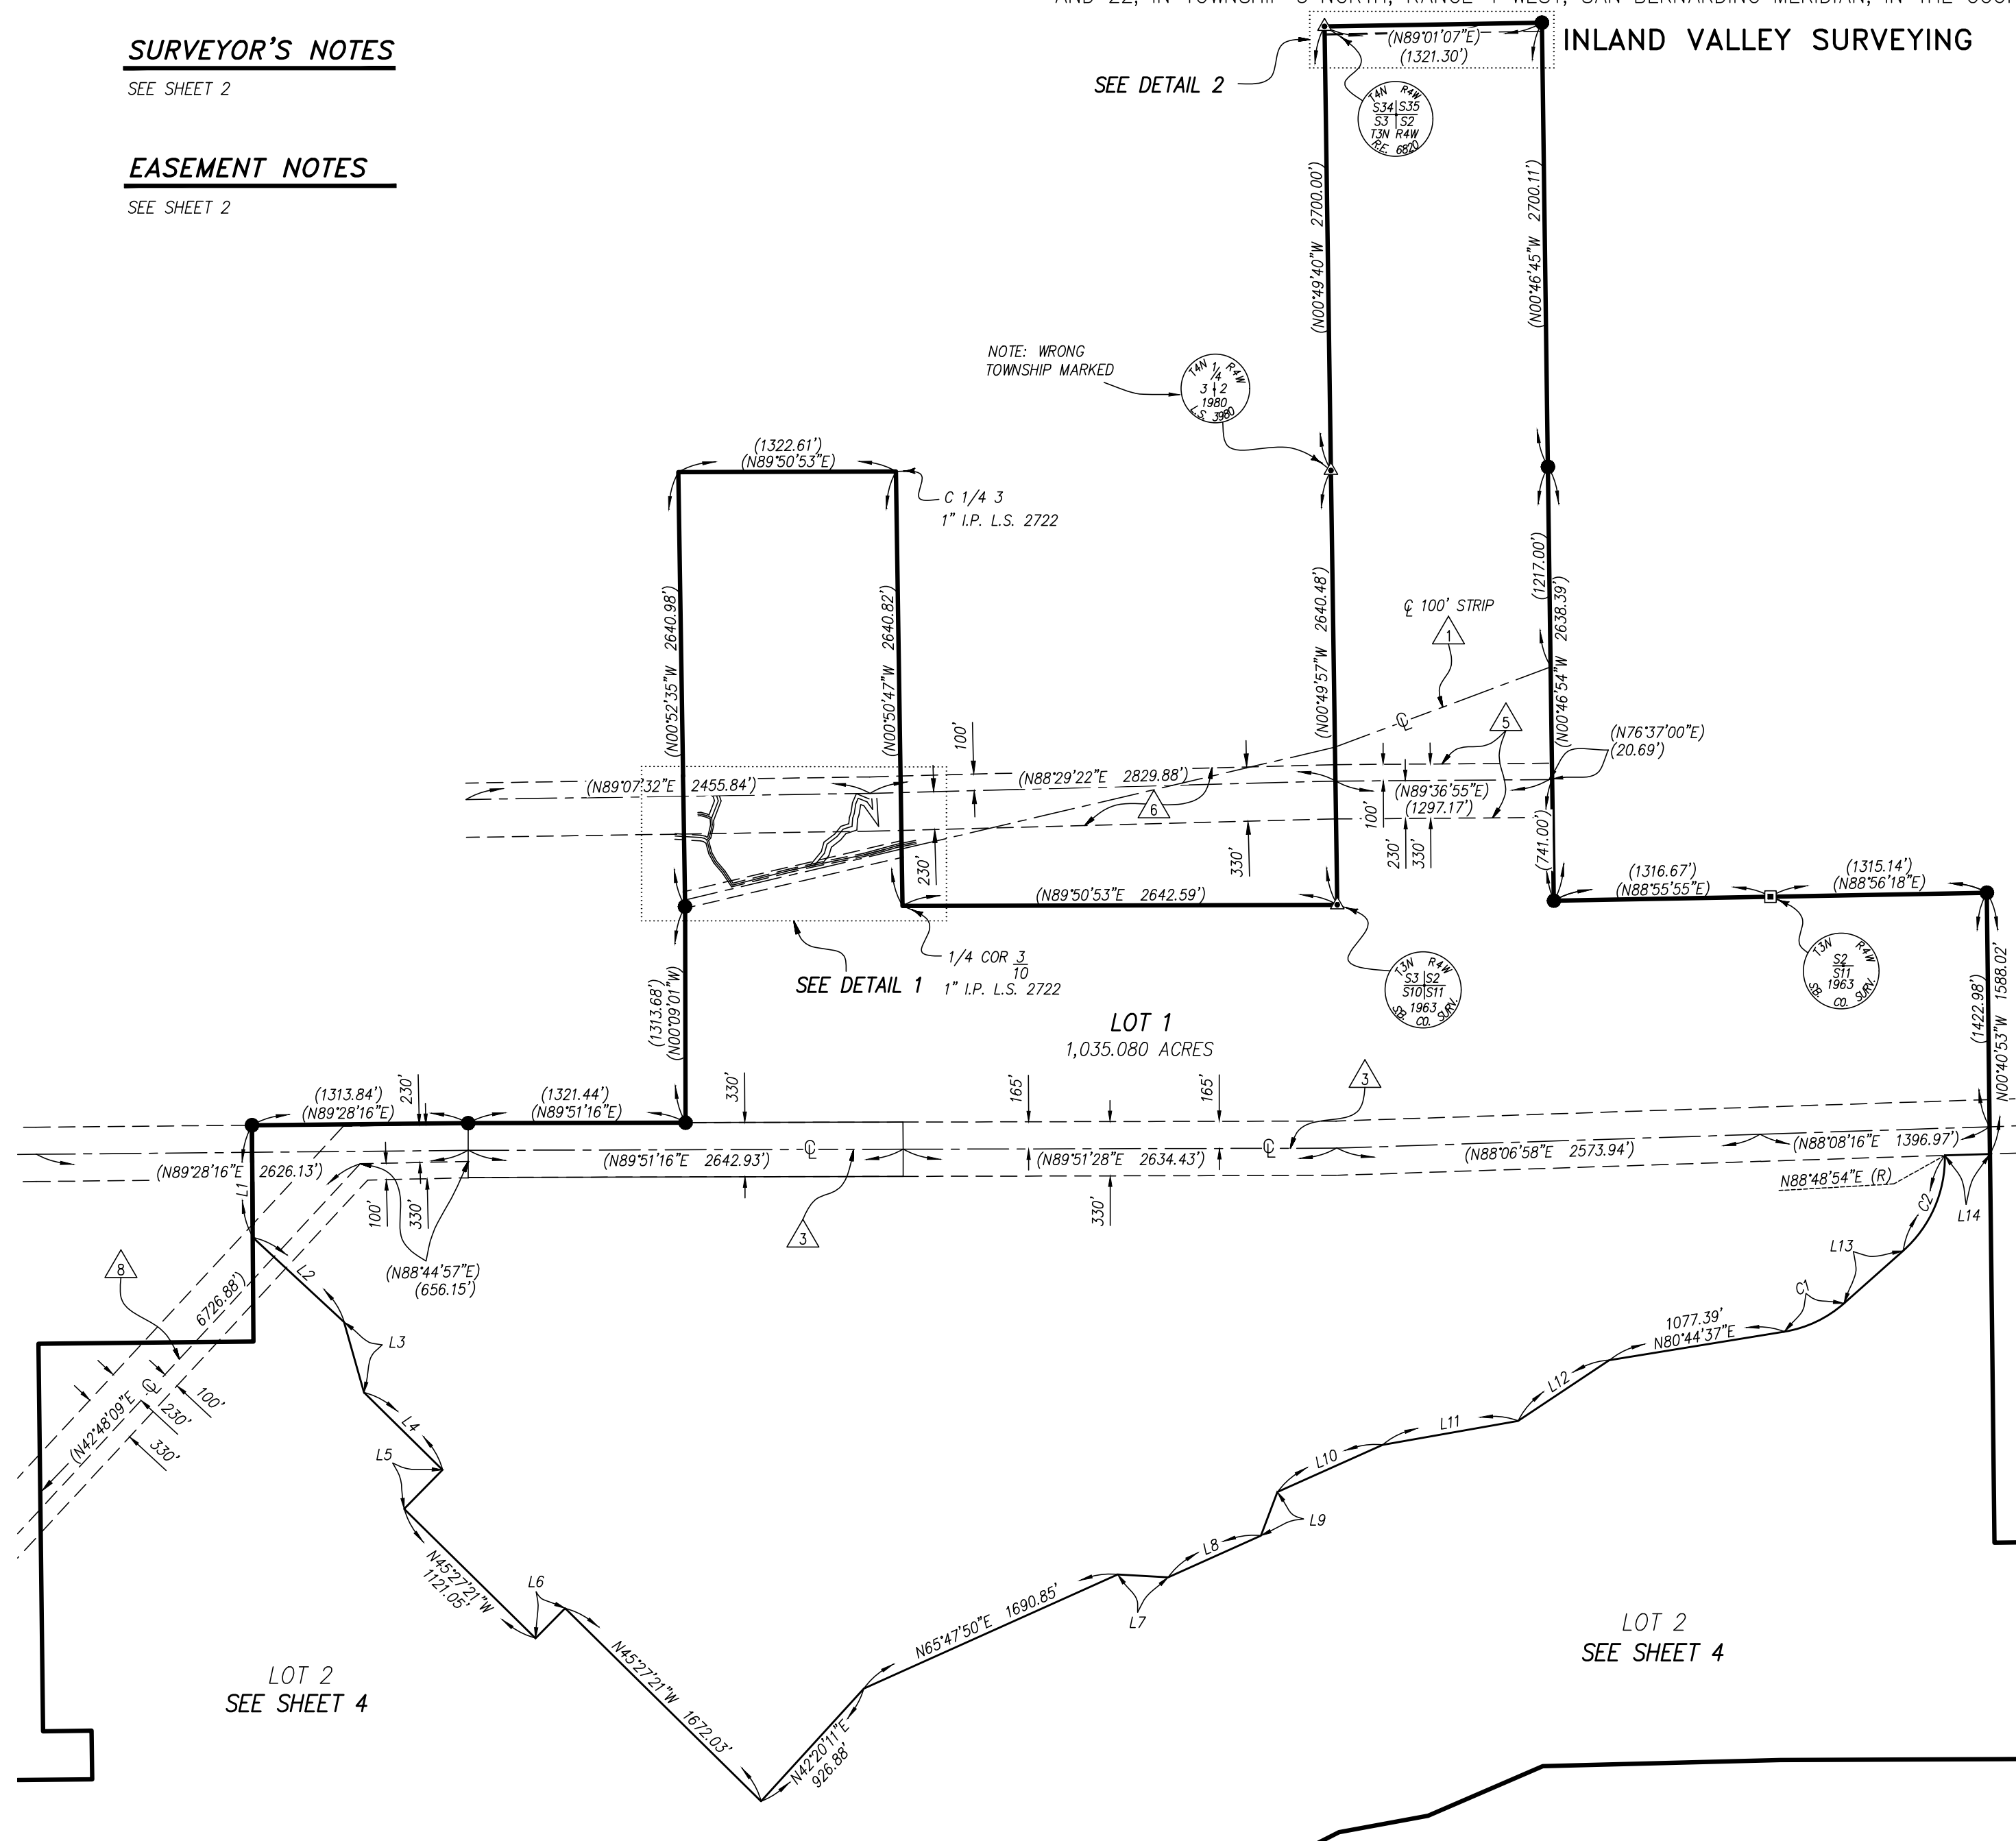 AND 22, IN TOWNSHIP 3 NORTH, RANGE 4 WEST, SAN BERNARDINO MERIDIAN, IN THE
INLAND VALLEY SURVEYING
SURVEYOR'S NOTES
SEE SHEET 2
EASEMENT NOTES
SEE SHEET 2
SEE DETAIL 2
(N89°01'07"E)
(1321.30')
T4N R4W
S34 S35
S3 S2
T3N R4W
R.E. 6820
(N00°49'40"W 2700.00')
(N00°46'45"W 2700.11')
NOTE: WRONG
TOWNSHIP MARKED
T4N 1/4 R4W
3 2
1980
L.S. 3980
(1322.61')
(N89°50'53"E)
C 1/4 3
1" I.P. L.S. 2722
(N00°52'35"W 2640.98')
(N00°50'47"W 2640.82')
(N00°49'57"W 2640.48')
(1217.00')
(N00°46'54"W 2638.39')
℄ 100' STRIP
1
℄
5
(N76°37'00"E)
(20.69')
100'
(N89°07'32"E 2455.84')
(N88°29'22"E 2829.88')
(N89°36'55"E)
(1297.17')
6
100'
230'
330'
230'
330'
(741.00')
(N89°50'53"E 2642.59')
(1316.67')
(N88°55'55"E)
(1315.14')
(N88°56'18"E)
1/4 COR 3
10
1" I.P. L.S. 2722
SEE DETAIL 1
T3N R4W
S3 S2
S10 S11
1963
SB. CO. SURV.
T3N R4W
S2
S11
1963
SB. CO. SURV.
(1313.68')
(N00°09'01"W)
(1422.98')
N00°40'53"W 1588.02'
LOT 1
1,035.080 ACRES
(1313.84')
(N89°28'16"E)
230'
(1321.44')
(N89°51'16"E)
330'
165'
165'
3
(N89°28'16"E 2626.13')
(N89°51'16"E 2642.93')
℄
(N89°51'28"E 2634.43')
℄
(N88°06'58"E 2573.94')
(N88°08'16"E 1396.97')
N88°48'54"E (R)
L1
100'
330'
330'
3
C2
L14
8
L2
(N88°44'57"E)
(656.15')
L13
C1
6726.88')
℄
(N42°48'09"E
100'
230'
330'
L3
1077.39'
N80°44'37"E
L4
L5
L12
L11
L10
L9
L8
N45°27'21"W
1121.05'
L6
L7
N65°47'50"E 1690.85'
N45°27'21"W 1672.03'
N42°20'11"E
926.88'
LOT 2
SEE SHEET 4
LOT 2
SEE SHEET 4